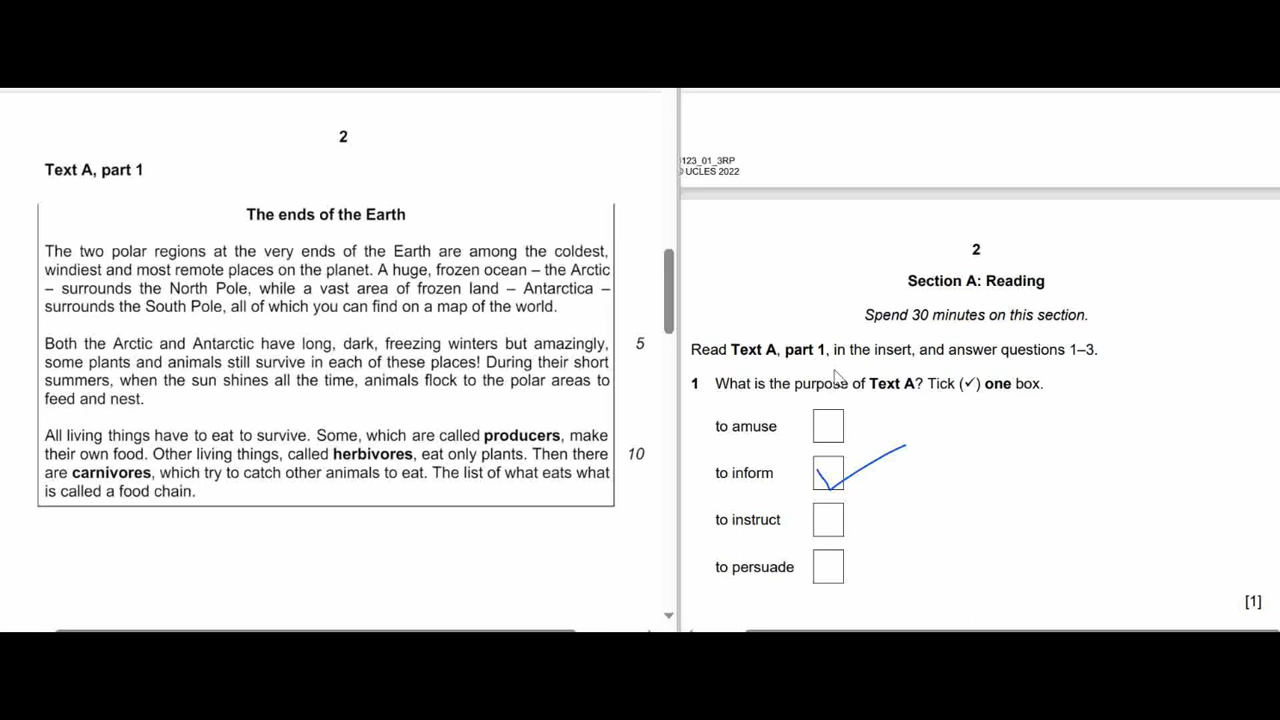 2
Text A, part 1
The ends of the Earth
The two polar regions at the very ends of the Earth are among the coldest,
windiest and most remote places on the planet. A huge, frozen ocean – the Arctic
– surrounds the North Pole, while a vast area of frozen land – Antarctica –
surrounds the South Pole, all of which you can find on a map of the world.
Both the Arctic and Antarctic have long, dark, freezing winters but amazingly, 5
some plants and animals still survive in each of these places! During their short
summers, when the sun shines all the time, animals flock to the polar areas to
feed and nest.
All living things have to eat to survive. Some, which are called producers, make
their own food. Other living things, called herbivores, eat only plants. Then there 10
are carnivores, which try to catch other animals to eat. The list of what eats what
is called a food chain.
123_01_3RP
UCLES 2022
2
Section A: Reading
Spend 30 minutes on this section.
Read Text A, part 1, in the insert, and answer questions 1–3.
1 What is the purpose of Text A? Tick (✓) one box.
to amuse
to inform
to instruct
to persuade
[1]